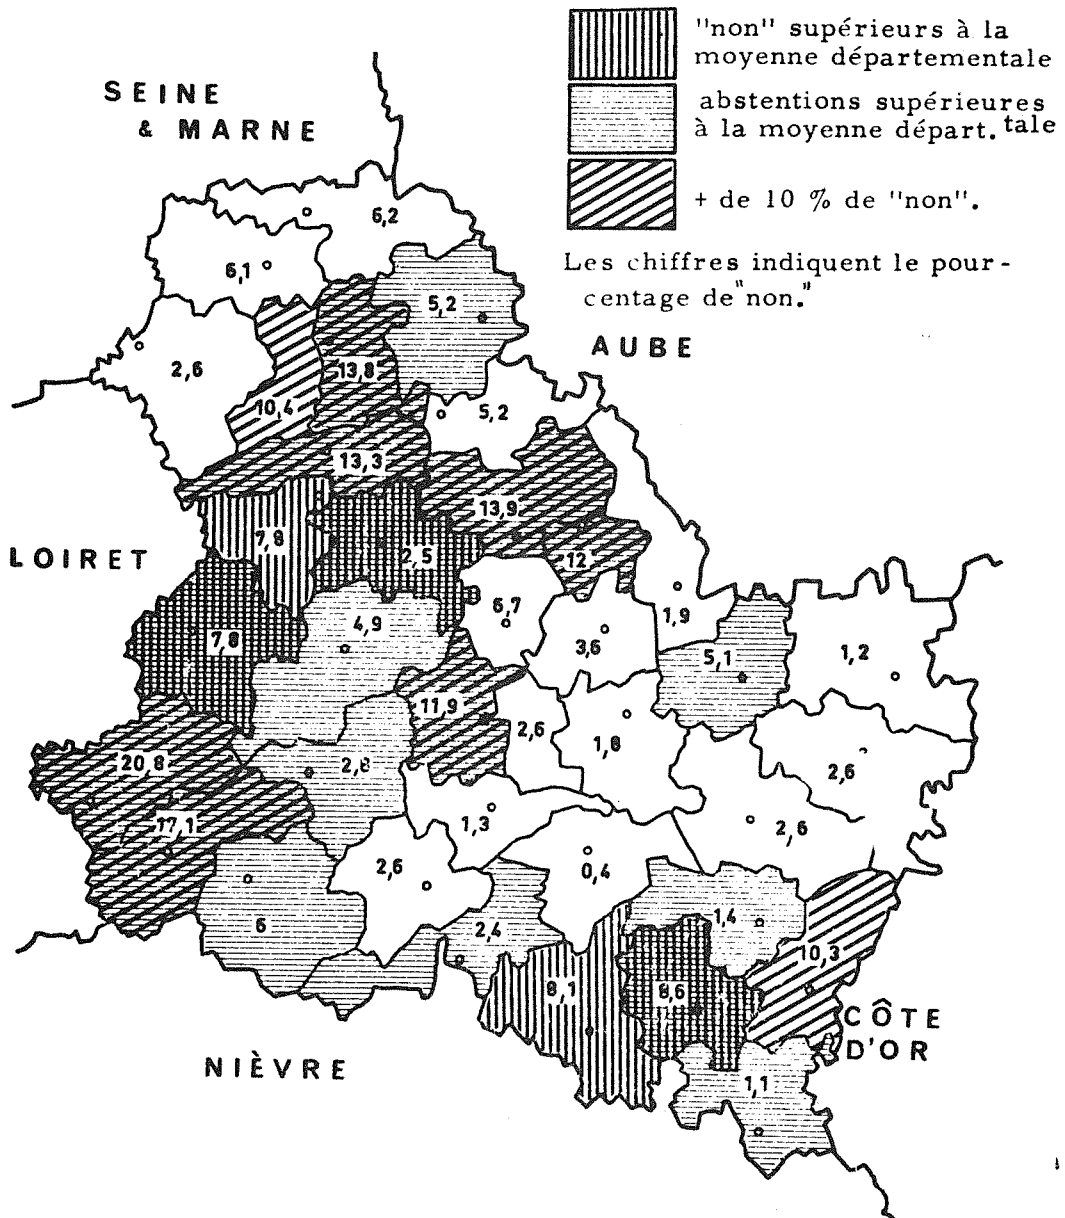 "non" supérieurs à la
moyenne départementale
abstentions supérieures
à la moyenne départ. tale
+ de 10 % de "non".
Les chiffres indiquent le pour-
centage de "non."
SEINE
& MARNE
AUBE
LOIRET
NIÈVRE
CÔTE
D'OR
6,2
6,1
5,2
2,6
13,8
10,4
5,2
13,3
13,9
7,8
2,5
12
6,7
1,9
4,9
7,8
3,6
5,1
1,2
11,9
2,6
1,8
20,8
2,8
2,6
17,1
1,3
2,6
2,6
0,4
6
2,4
1,4
10,3
8,1
8,6
1,1